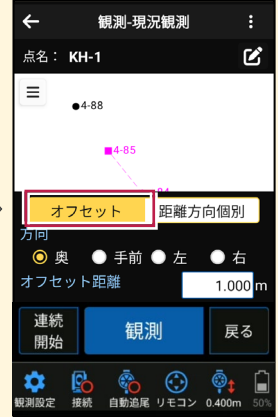 観測-現況観測
点名： KH-1
4-88
4-85
84
オフセット 距離方向個別
方向
奥 手前 左 右
オフセット距離 1.000 m
連続開始 観測 戻る
観測設定 接続 自動追尾 リモコン 0.400m 50%